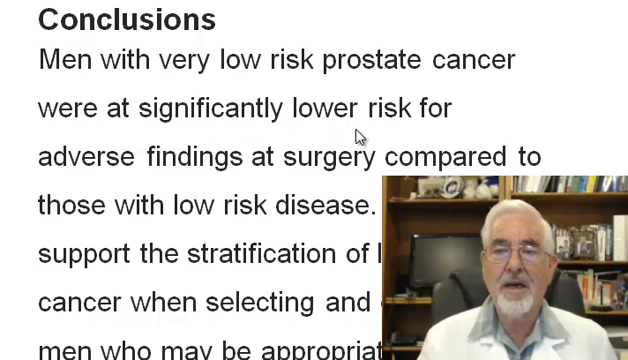 Conclusions
Men with very low risk prostate cancer
were at significantly lower risk for
adverse findings at surgery compared to
those with low risk disease.
support the stratification of
cancer when selecting and
men who may be